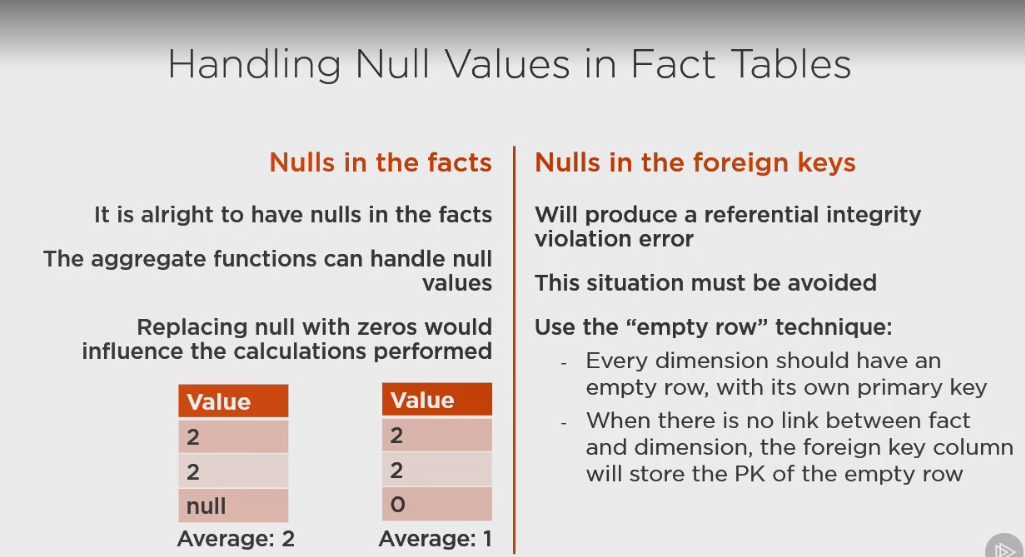 Handling Null Values in Fact Tables
Nulls in the facts
It is alright to have nulls in the facts
The aggregate functions can handle null
values
Replacing null with zeros would
influence the calculations performed
Value
2
2
null
Average: 2
Value
2
2
0
Average: 1
Nulls in the foreign keys
Will produce a referential integrity
violation error
This situation must be avoided
Use the “empty row” technique:
- Every dimension should have an
empty row, with its own primary key
- When there is no link between fact
and dimension, the foreign key column
will store the PK of the empty row